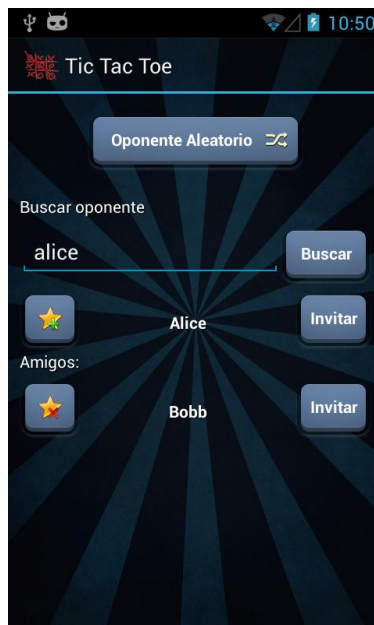 10:50
Tic Tac Toe
Oponente Aleatorio
Buscar oponente
alice
Buscar
Alice
Invitar
Amigos:
Bobb
Invitar